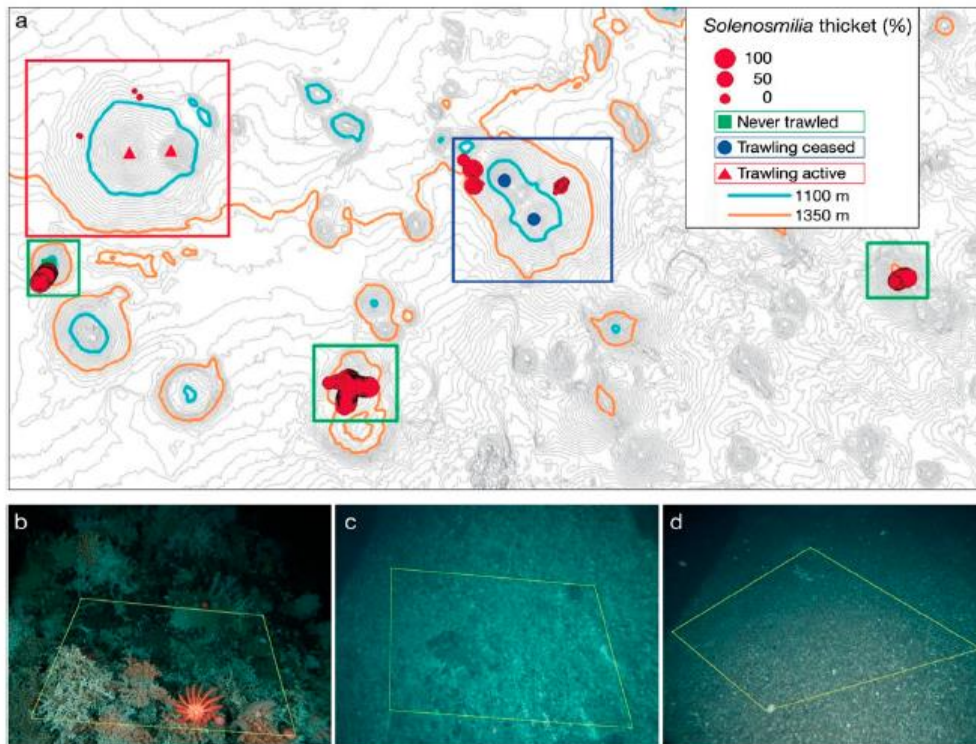 a
Solenosmilia thicket (%)
100
50
0
Never trawled
Trawling ceased
Trawling active
1100 m
1350 m
b
c
d